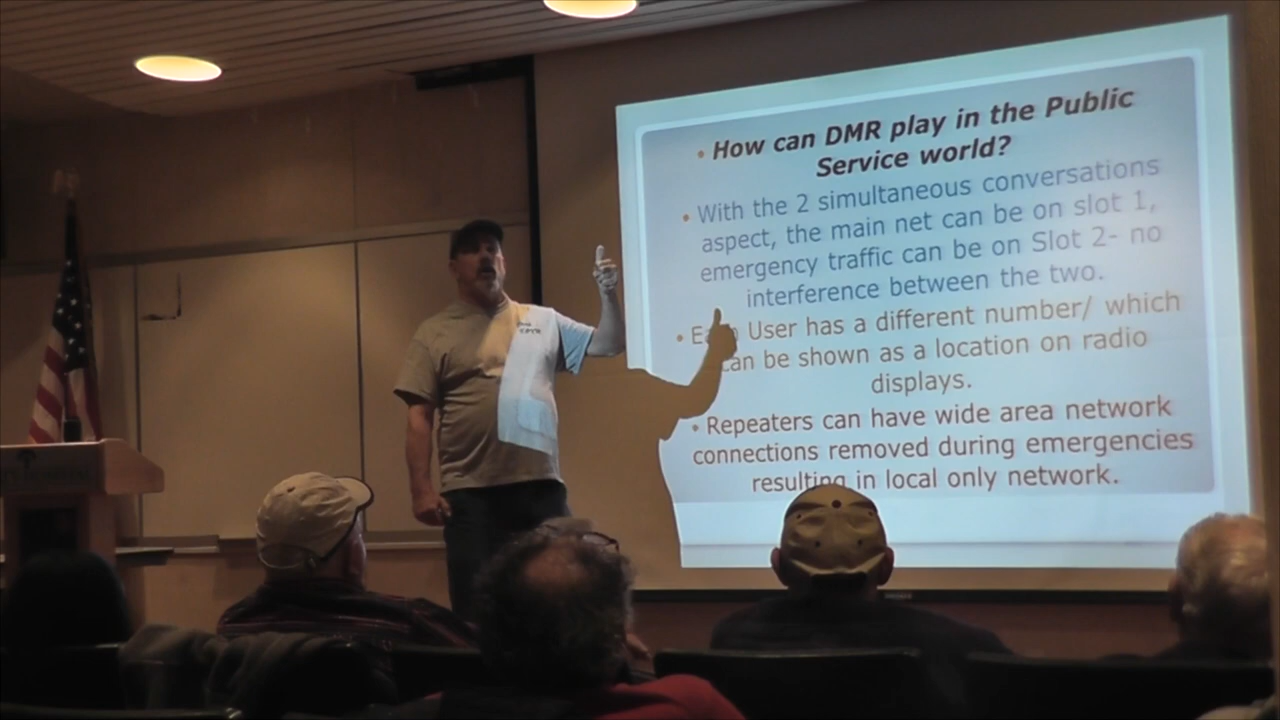 • How can DMR play in the Public
Service world?
• With the 2 simultaneous conversations
aspect, the main net can be on slot 1,
emergency traffic can be on Slot 2- no
interference between the two.
• User has a different number/ which
can be shown as a location on radio
displays.
• Repeaters can have wide area network
connections removed during emergencies
resulting in local only network.